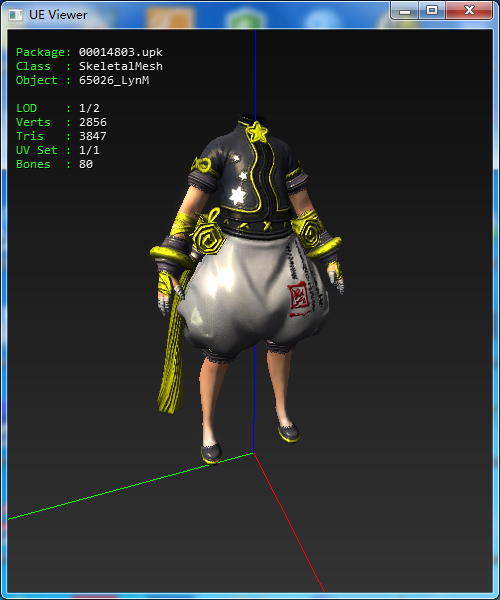 UE Viewer
Package: 00014803.upk
Class : SkeletalMesh
Object : 65026_LynM
LOD : 1/2
Verts : 2856
Tris : 3847
UV Set : 1/1
Bones : 80